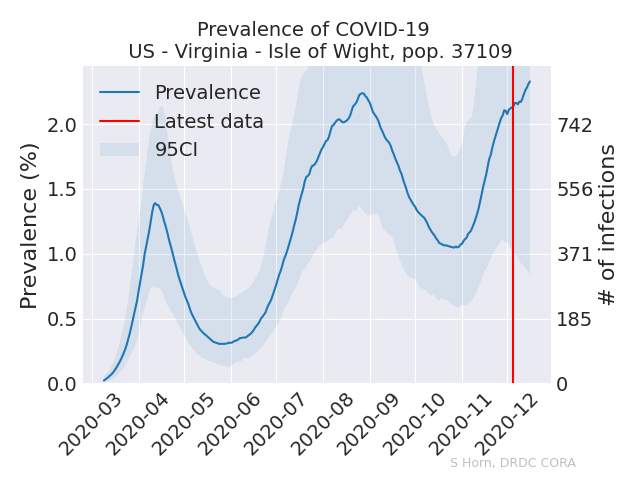 Prevalence of COVID-19
US - Virginia - Isle of Wight, pop. 37109
Prevalence
Latest data
95CI
Prevalence (%)
2.0
1.5
1.0
0.5
0.0
742
556
371
185
0
# of infections
2020-03
2020-04
2020-05
2020-06
2020-07
2020-08
2020-09
2020-10
2020-11
2020-12
S Horn, DRDC CORA